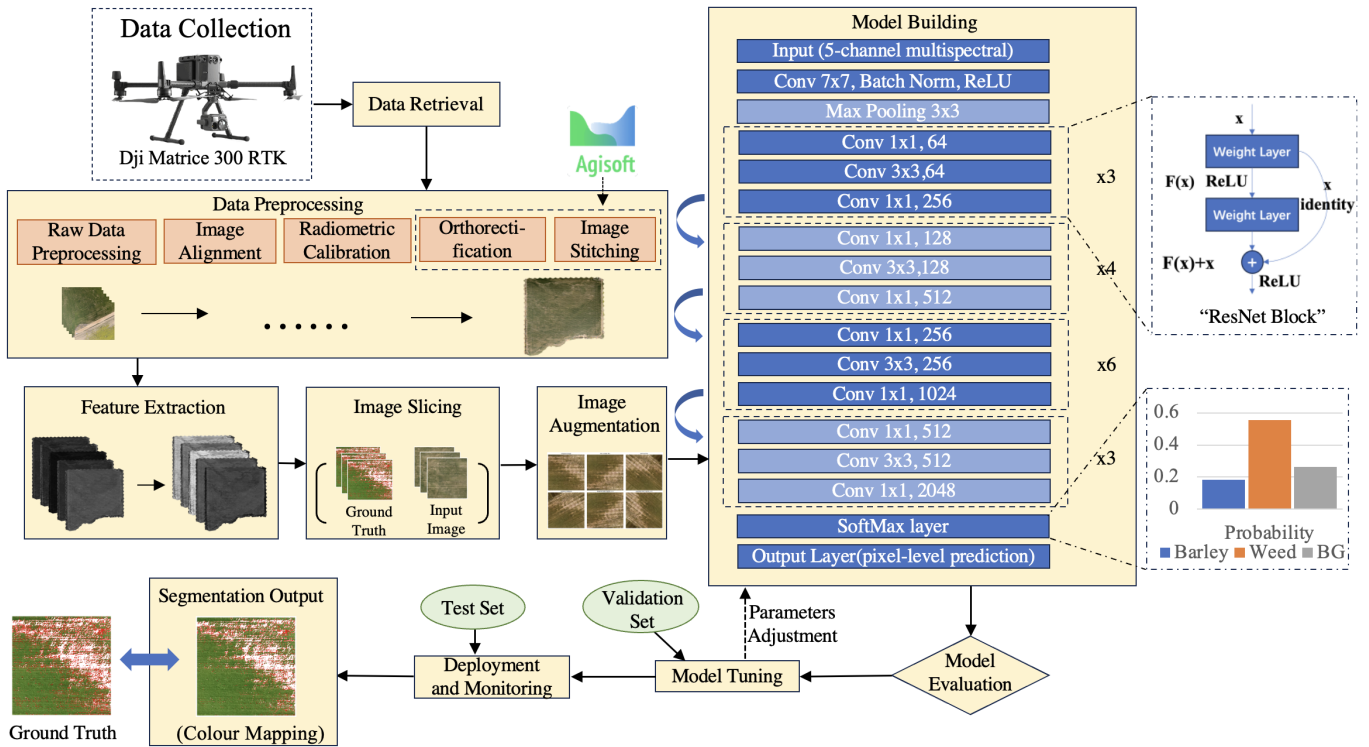 Data Collection
Dji Matrice 300 RTK
Data Retrieval
Agisoft
Data Preprocessing
Raw Data
Preprocessing
Image
Alignment
Radiometric
Calibration
Orthorecti-
fication
Image
Stitching
Feature Extraction
Image Slicing
Ground
Truth
Input
Image
Image
Augmentation
Model Building
Input (5-channel multispectral)
Conv 7x7, Batch Norm, ReLU
Max Pooling 3x3
Conv 1x1, 64
Conv 3x3,64
Conv 1x1, 256
x3
Conv 1x1, 128
Conv 3x3,128
Conv 1x1, 512
x4
Conv 1x1, 256
Conv 3x3, 256
Conv 1x1, 1024
x6
Conv 1x1, 512
Conv 3x3, 512
Conv 1x1, 2048
x3
SoftMax layer
Output Layer(pixel-level prediction)
x
Weight Layer
F(x) ReLU
x
identity
Weight Layer
F(x)+x
+
ReLU
“ResNet Block”
0.6
0.4
0.2
0
Probability
Barley Weed BG
Model
Evaluation
Parameters
Adjustment
Validation
Set
Model Tuning
Test Set
Deployment
and Monitoring
Segmentation Output
(Colour Mapping)
Ground Truth